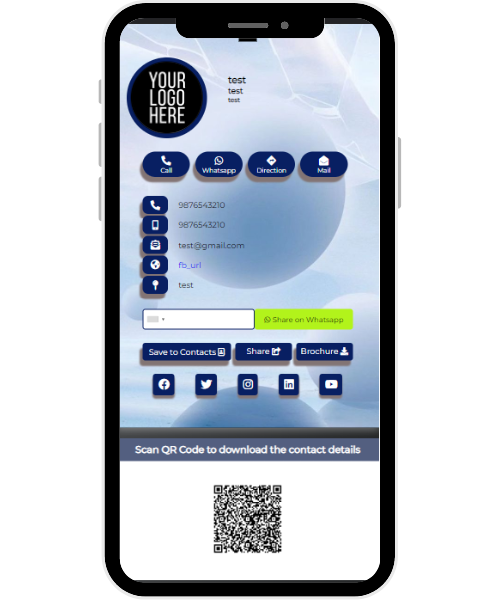 YOUR
LOGO
HERE
test
test
test
Call Whatsapp Direction Mail
9876543210
9876543210
test@gmail.com
fb_url
test
Share on Whatsapp
Save to Contacts Share Brochure
Scan QR Code to download the contact details